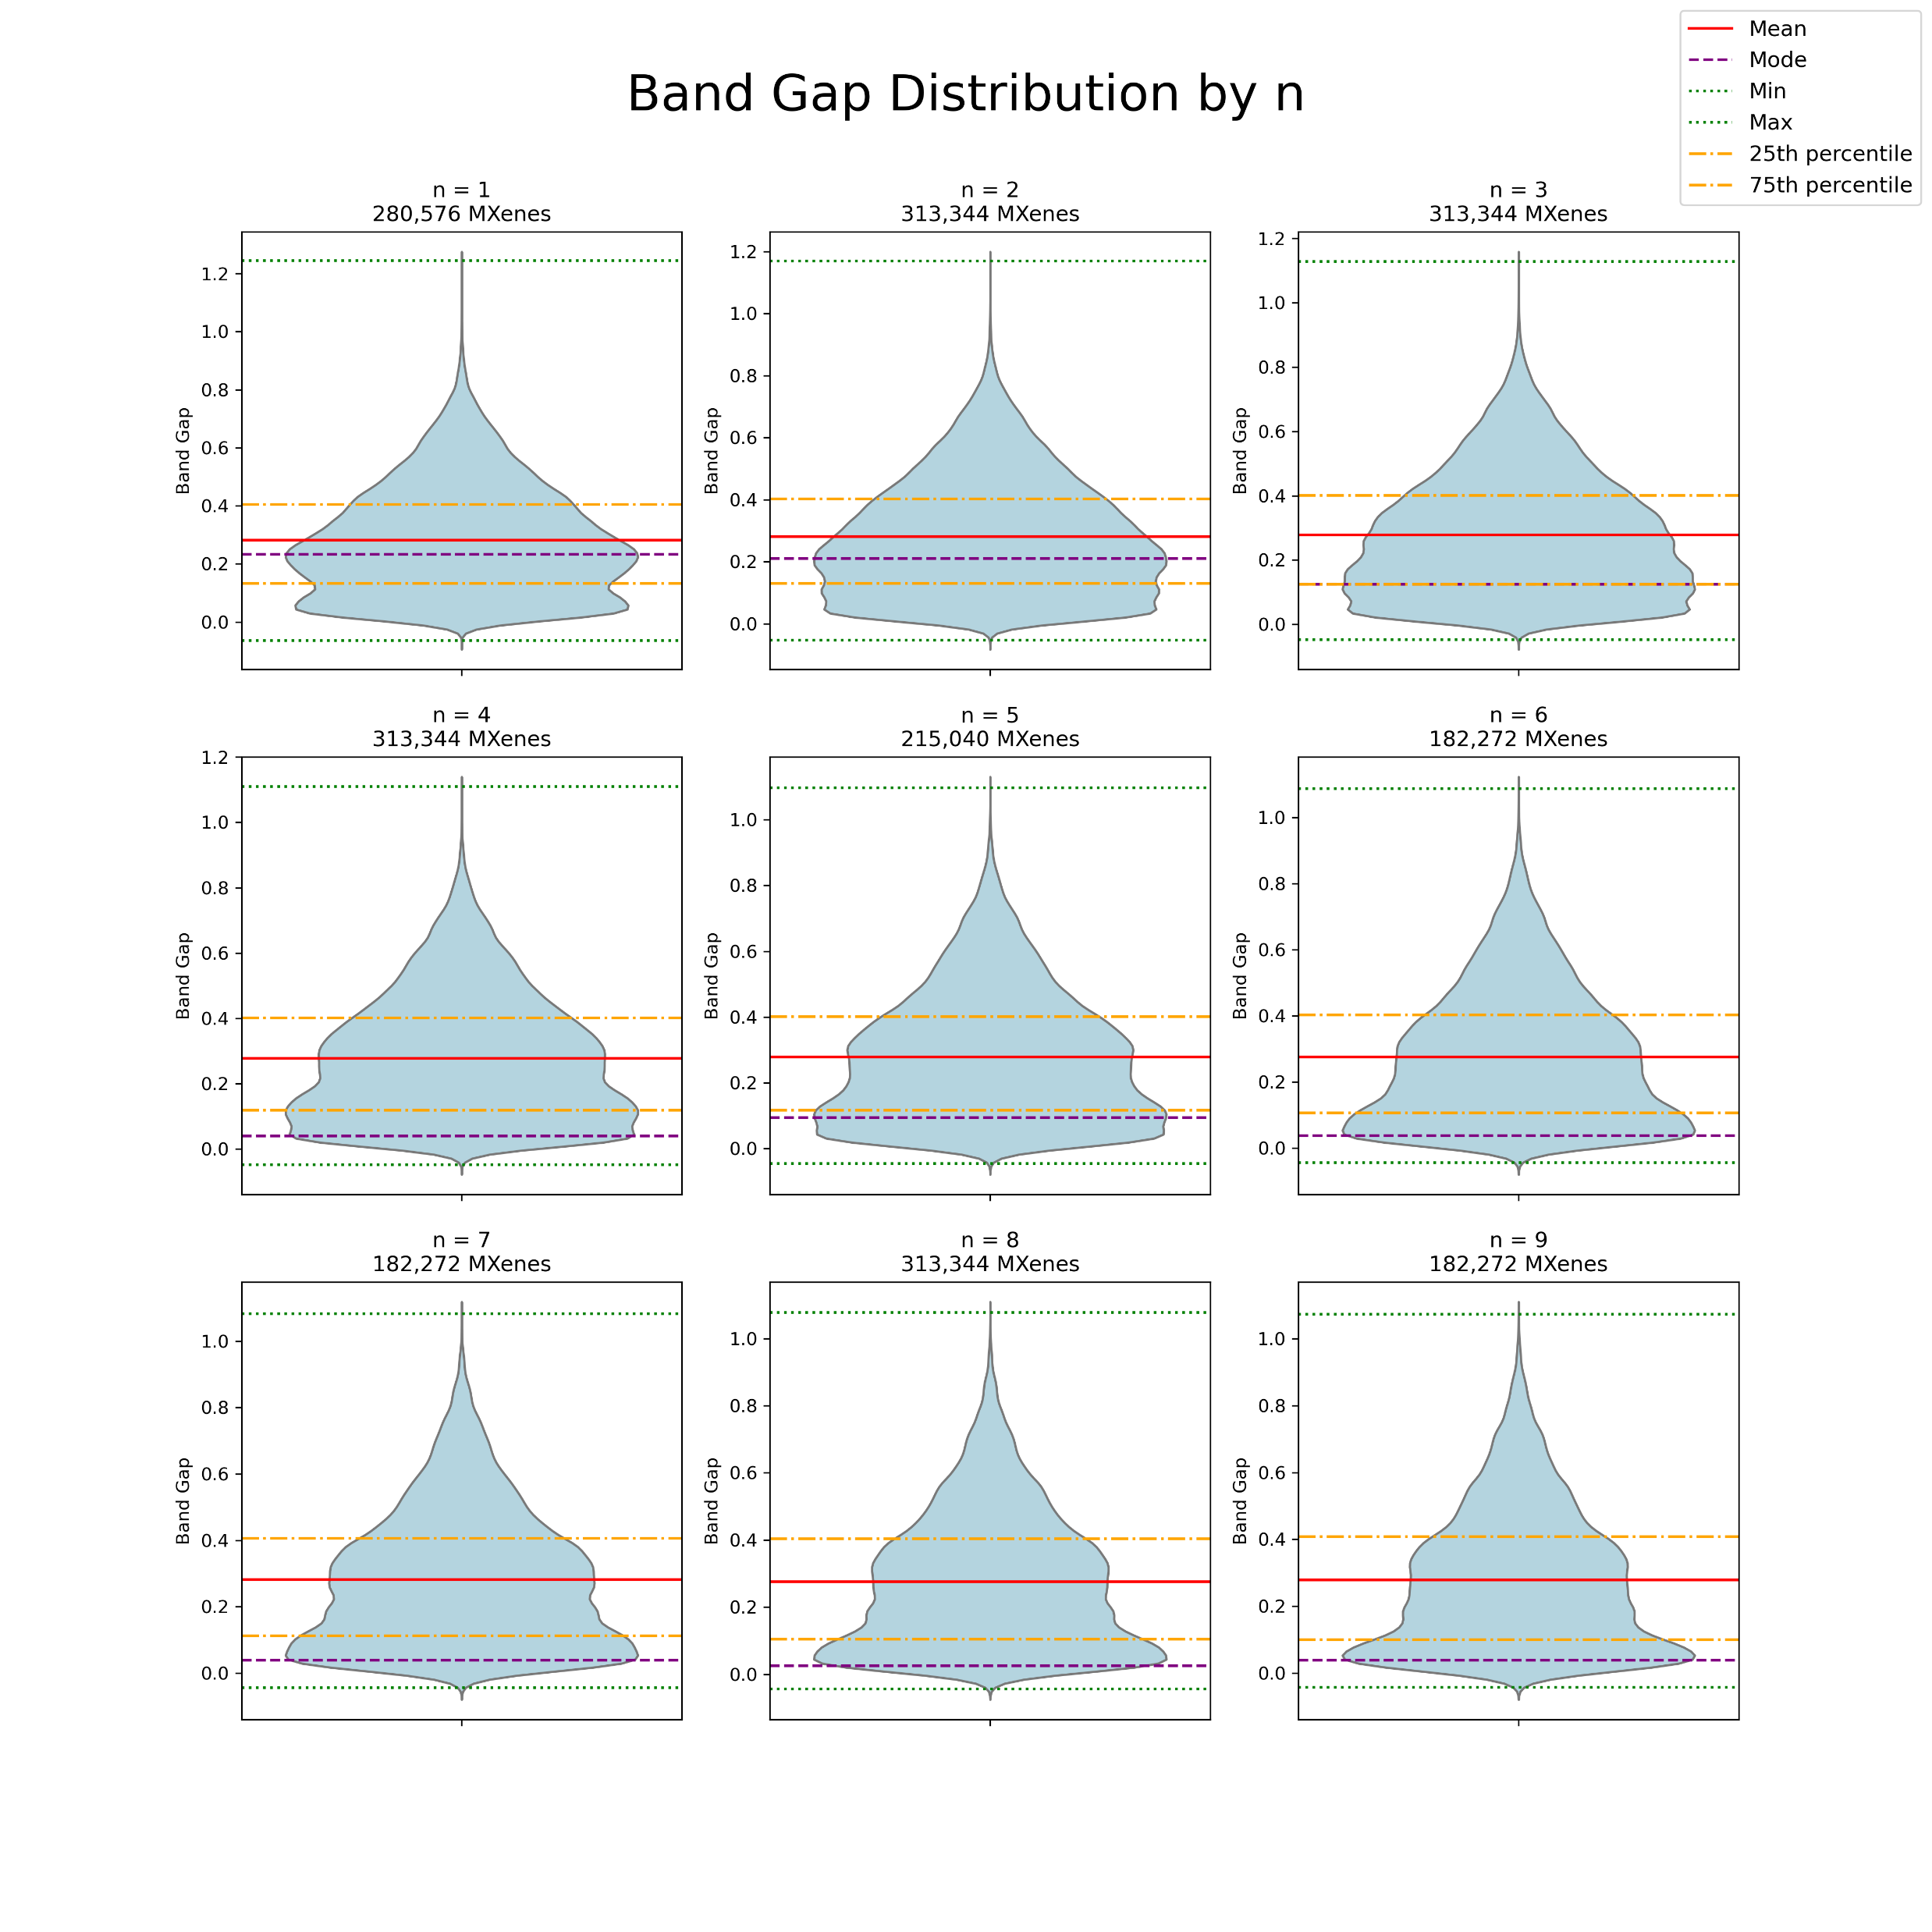 Mean
Mode
Min
Max
25th percentile
75th percentile
Band Gap Distribution by n
n = 1
280,576 MXenes
Band Gap
1.2
1.0
0.8
0.6
0.4
0.2
0.0
n = 2
313,344 MXenes
Band Gap
1.2
1.0
0.8
0.6
0.4
0.2
0.0
n = 3
313,344 MXenes
Band Gap
1.2
1.0
0.8
0.6
0.4
0.2
0.0
n = 4
313,344 MXenes
Band Gap
1.2
1.0
0.8
0.6
0.4
0.2
0.0
n = 5
215,040 MXenes
Band Gap
1.0
0.8
0.6
0.4
0.2
0.0
n = 6
182,272 MXenes
Band Gap
1.0
0.8
0.6
0.4
0.2
0.0
n = 7
182,272 MXenes
Band Gap
1.0
0.8
0.6
0.4
0.2
0.0
n = 8
313,344 MXenes
Band Gap
1.0
0.8
0.6
0.4
0.2
0.0
n = 9
182,272 MXenes
Band Gap
1.0
0.8
0.6
0.4
0.2
0.0